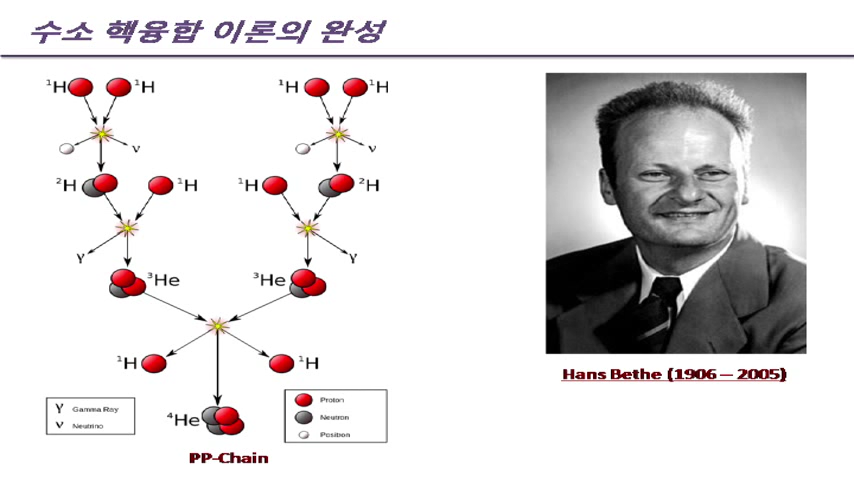 수소 핵융합 이론의 완성
¹H ¹H ¹H ¹H
ν ν
²H ¹H ¹H ²H
γ γ
³He ³He
¹H ¹H
⁴He
γ Gamma Ray
ν Neutrino
Proton
Neutron
Positron
PP-Chain
Hans Bethe (1906 – 2005)